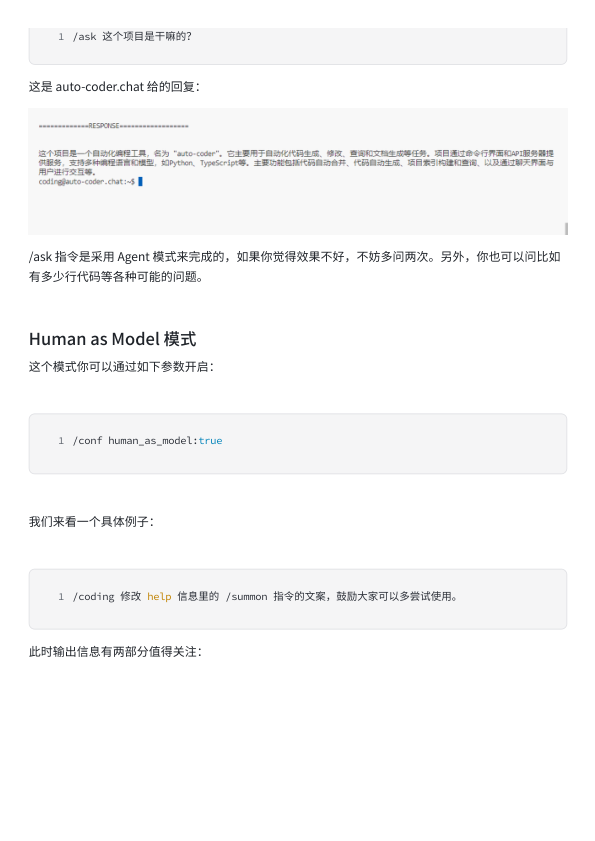 1 /ask 这个项目是干嘛的？
这是 auto-coder.chat 给的回复：
=============RESPONSE==================
这个项目是一个自动化编程工具，名为 "auto-coder"。它主要用于自动化代码生成、修改、查询和文档生成等任务。项目通过命令行界面和API服务器提
供服务，支持多种编程语言和模型，如Python、TypeScript等。主要功能包括代码自动合并、代码自动生成、项目索引构建和查询、以及通过聊天界面与
用户进行交互等。
coding@auto-coder.chat:~$
/ask 指令是采用 Agent 模式来完成的，如果你觉得效果不好，不妨多问两次。另外，你也可以问比如
有多少行代码等各种可能的问题。
Human as Model 模式
这个模式你可以通过如下参数开启：
1 /conf human_as_model:true
我们来看一个具体例子：
1 /coding 修改 help 信息里的 /summon 指令的文案，鼓励大家可以多尝试使用。
此时输出信息有两部分值得关注：